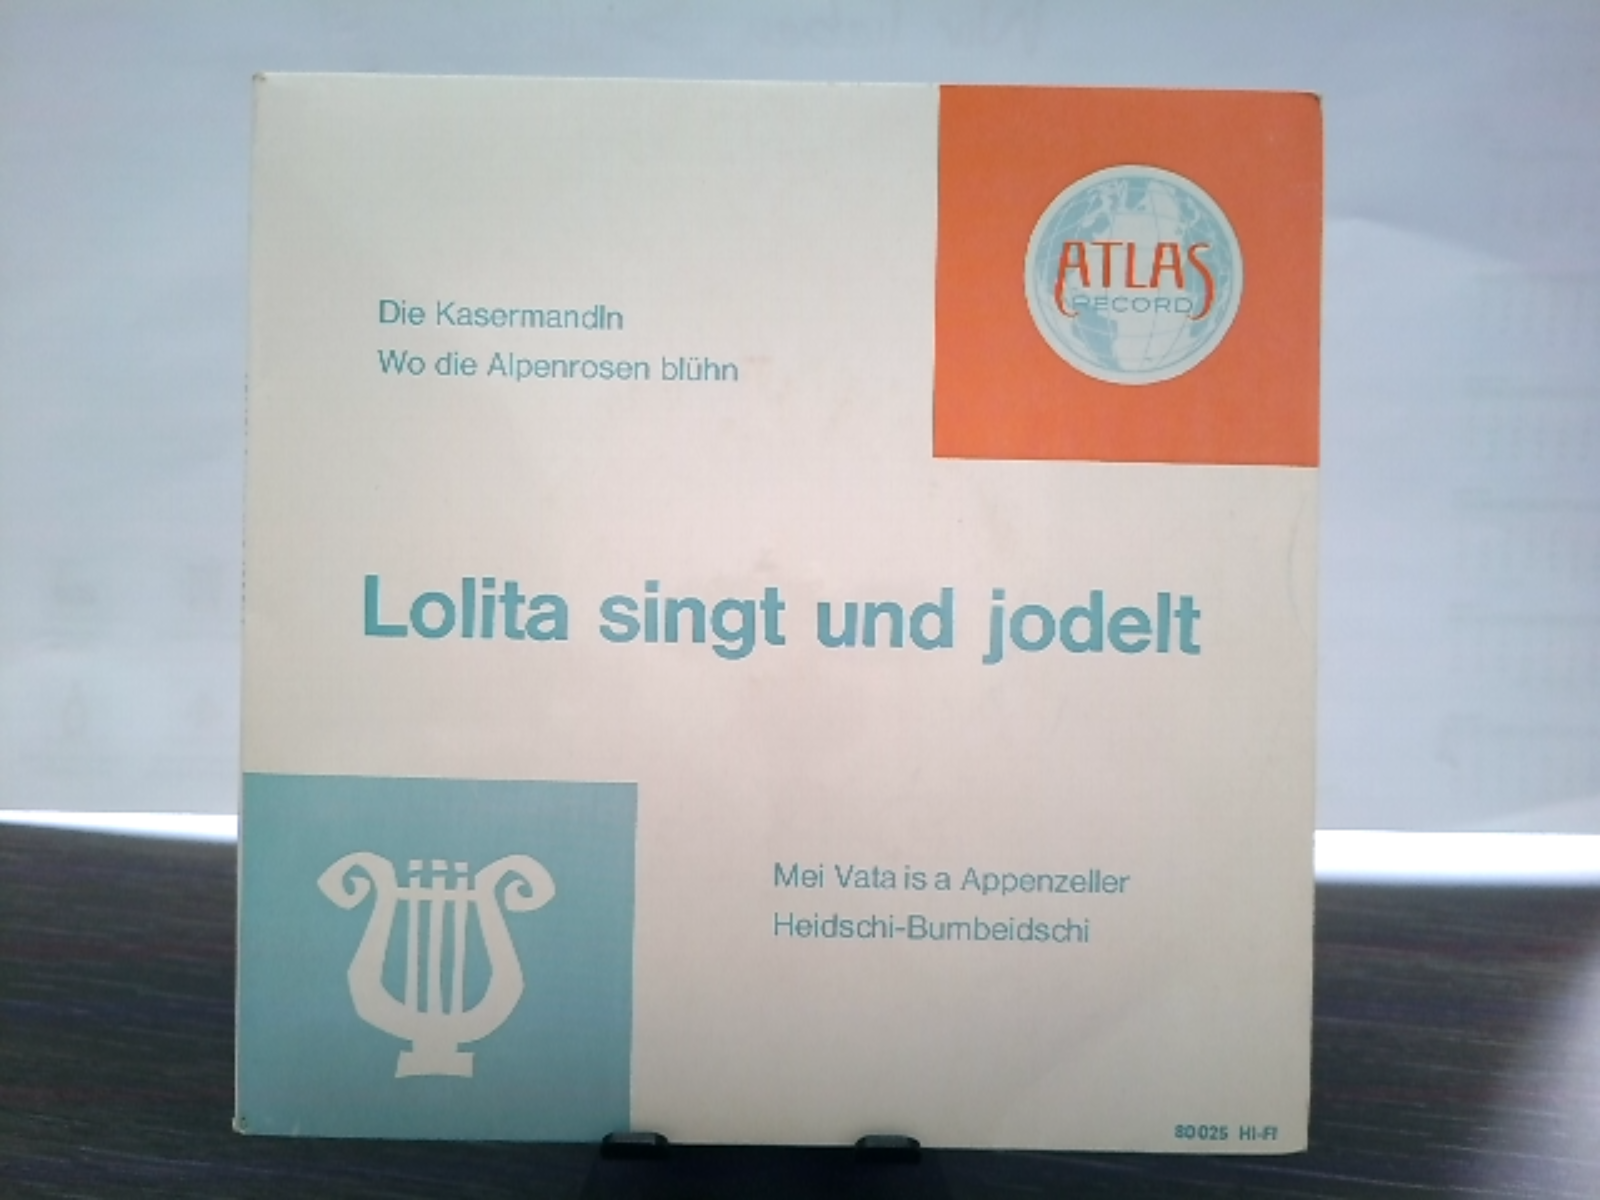 ATLAS
RECORD
Die Kasermandln
Wo die Alpenrosen blühn
Lolita singt und jodelt
Mei Vata is a Appenzeller
Heidschi-Bumbeidschi
80025 HI-FI